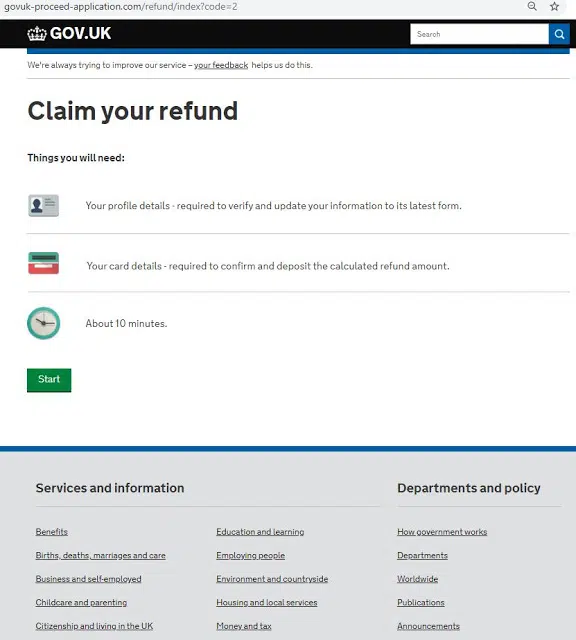 govuk-proceed-application.com/refund/index?code=2
GOV.UK
Search
We're always trying to improve our service – your feedback helps us do this.
Claim your refund
Things you will need:
Your profile details - required to verify and update your information to its latest form.
Your card details - required to confirm and deposit the calculated refund amount.
About 10 minutes.
Start
Services and information
Departments and policy
Benefits
Education and learning
How government works
Births, deaths, marriages and care
Employing people
Departments
Business and self-employed
Environment and countryside
Worldwide
Childcare and parenting
Housing and local services
Publications
Citizenship and living in the UK
Money and tax
Announcements